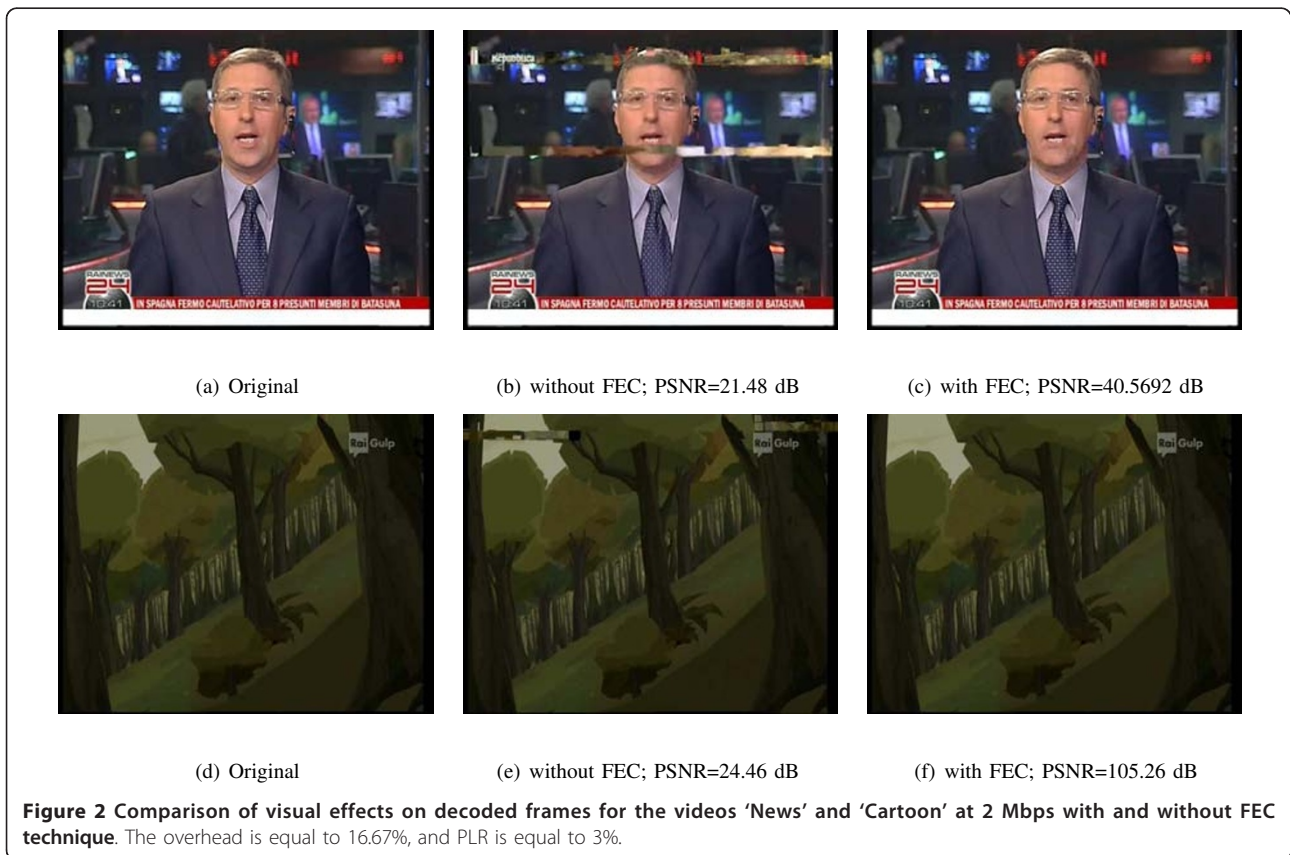 RAINEWS
24
10:41
IN SPAGNA FERMO CAUTELATIVO PER 8 PRESUNTI MEMBRI DI BATASUNA
Repubblica
RAINEWS
24
10:41
IN SPAGNA FERMO CAUTELATIVO PER 8 PRESUNTI MEMBRI DI BATASUNA
RAINEWS
24
10:41
IN SPAGNA FERMO CAUTELATIVO PER 8 PRESUNTI MEMBRI DI BATASUNA
(a) Original
(b) without FEC; PSNR=21.48 dB
(c) with FEC; PSNR=40.5692 dB
Rai Gulp
Rai Gulp
Rai Gulp
(d) Original
(e) without FEC; PSNR=24.46 dB
(f) with FEC; PSNR=105.26 dB
Figure 2 Comparison of visual effects on decoded frames for the videos ‘News’ and ‘Cartoon’ at 2 Mbps with and without FEC
technique. The overhead is equal to 16.67%, and PLR is equal to 3%.